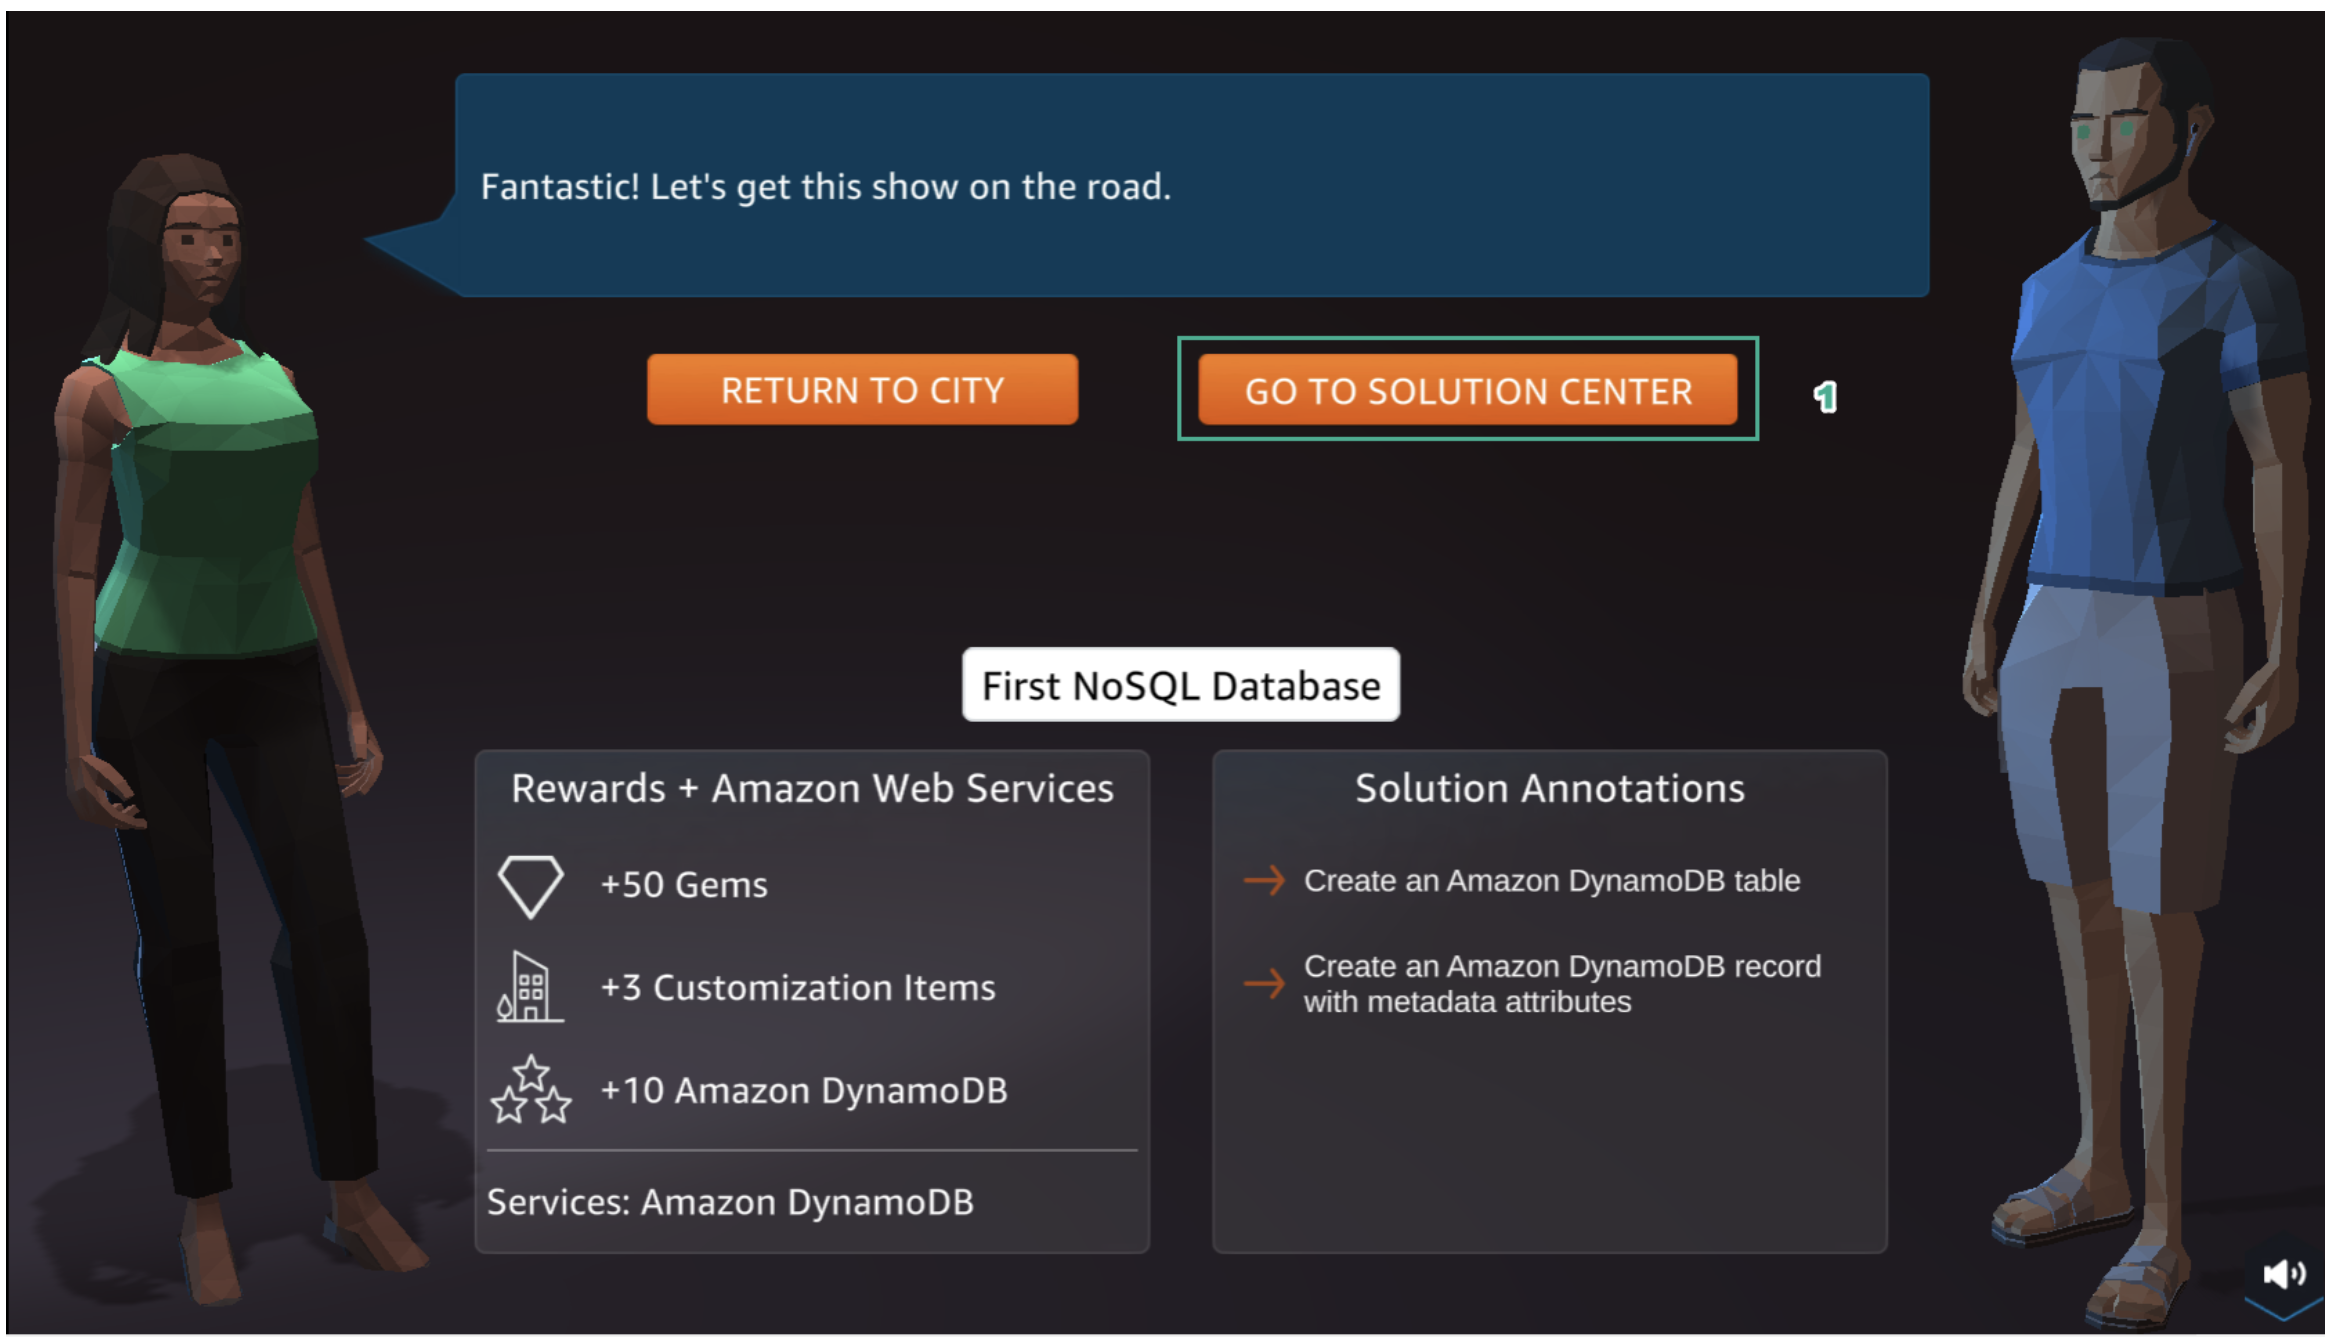 Fantastic! Let's get this show on the road.
RETURN TO CITY
GO TO SOLUTION CENTER
1
First NoSQL Database
Rewards + Amazon Web Services
+50 Gems
+3 Customization Items
+10 Amazon DynamoDB
Services: Amazon DynamoDB
Solution Annotations
Create an Amazon DynamoDB table
Create an Amazon DynamoDB record
with metadata attributes